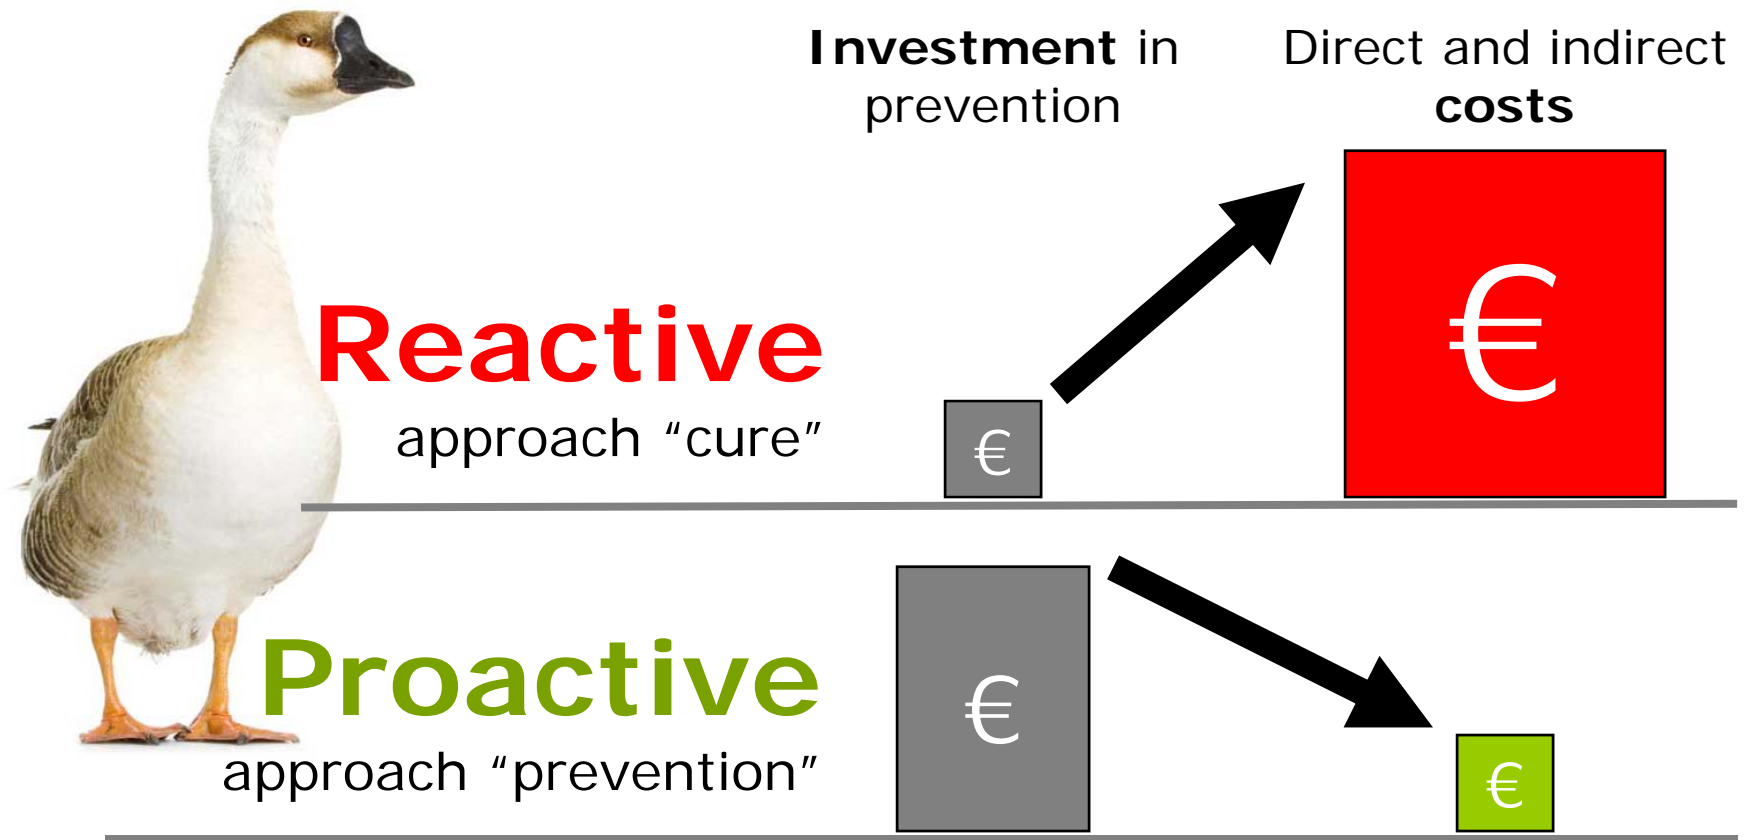 Investment in
prevention
Direct and indirect
costs
€
Reactive
approach “cure”
€
€
Proactive
approach “prevention”
€